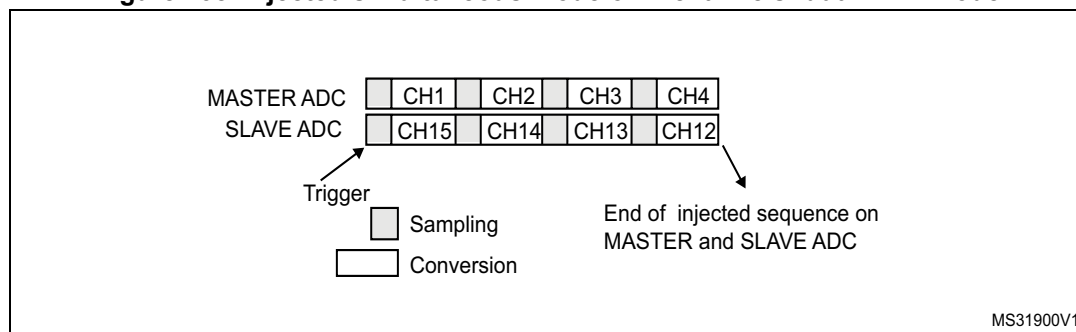 MASTER ADC CH1 CH2 CH3 CH4
SLAVE ADC CH15 CH14 CH13 CH12
Trigger
Sampling
Conversion
End of injected sequence on
MASTER and SLAVE ADC
MS31900V1